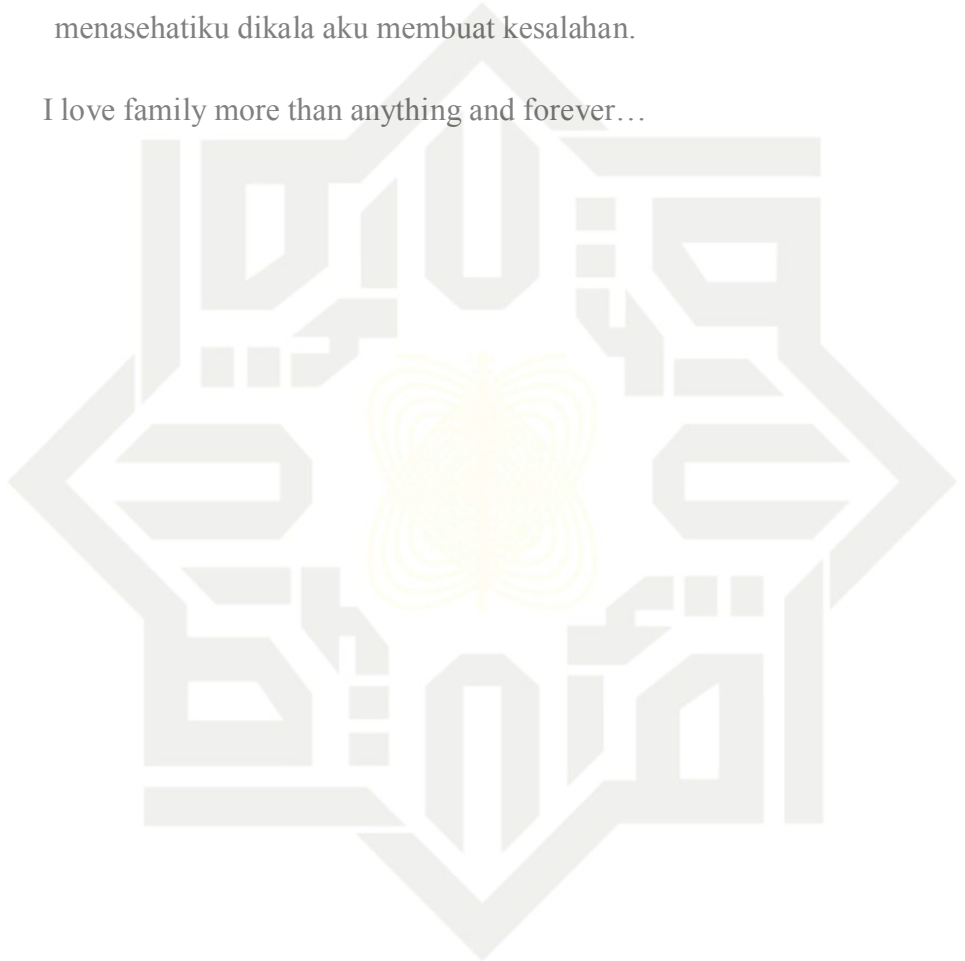 menasehatiku dikala aku membuat kesalahan.
I love family more than anything and forever…